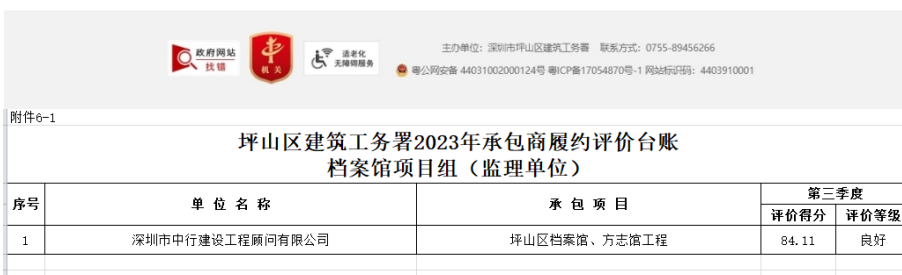 政府网站
找错
机关
适老化
无障碍服务
主办单位：深圳市坪山区建筑工务署 联系方式：0755-89456266
粤公网安备 44031002000124号 粤ICP备17054870号-1 网站标识码：4403910001
附件6-1
坪山区建筑工务署2023年承包商履约评价台账
档案馆项目组（监理单位）
序号 单位名称 承包项目 第三季度
评价得分 评价等级
1 深圳市中行建设工程顾问有限公司 坪山区档案馆、方志馆工程 84.11 良好